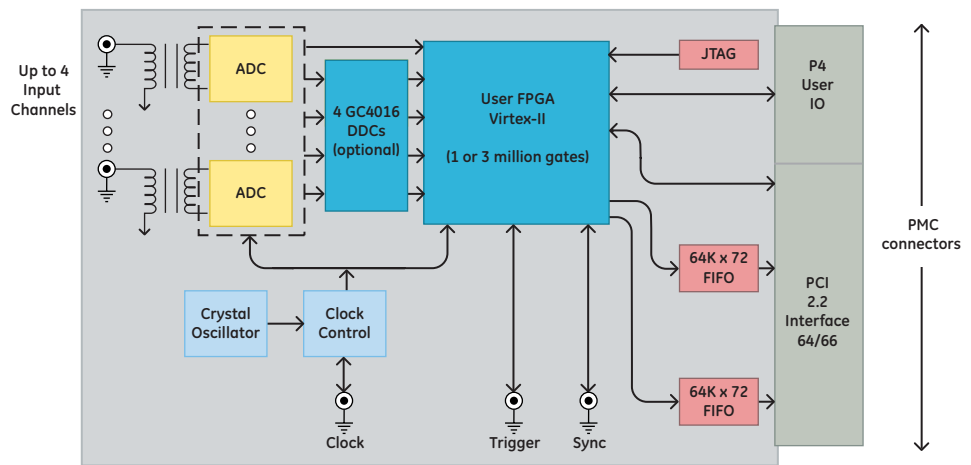 Up to 4
Input
Channels
ADC
ADC
4 GC4016
DDCs
(optional)
User FPGA
Virtex-II
(1 or 3 million gates)
JTAG
P4
User
IO
PMC
connectors
64K x 72
FIFO
PCI
2.2
Interface
64/66
Crystal
Oscillator
Clock
Control
64K x 72
FIFO
Clock
Trigger
Sync